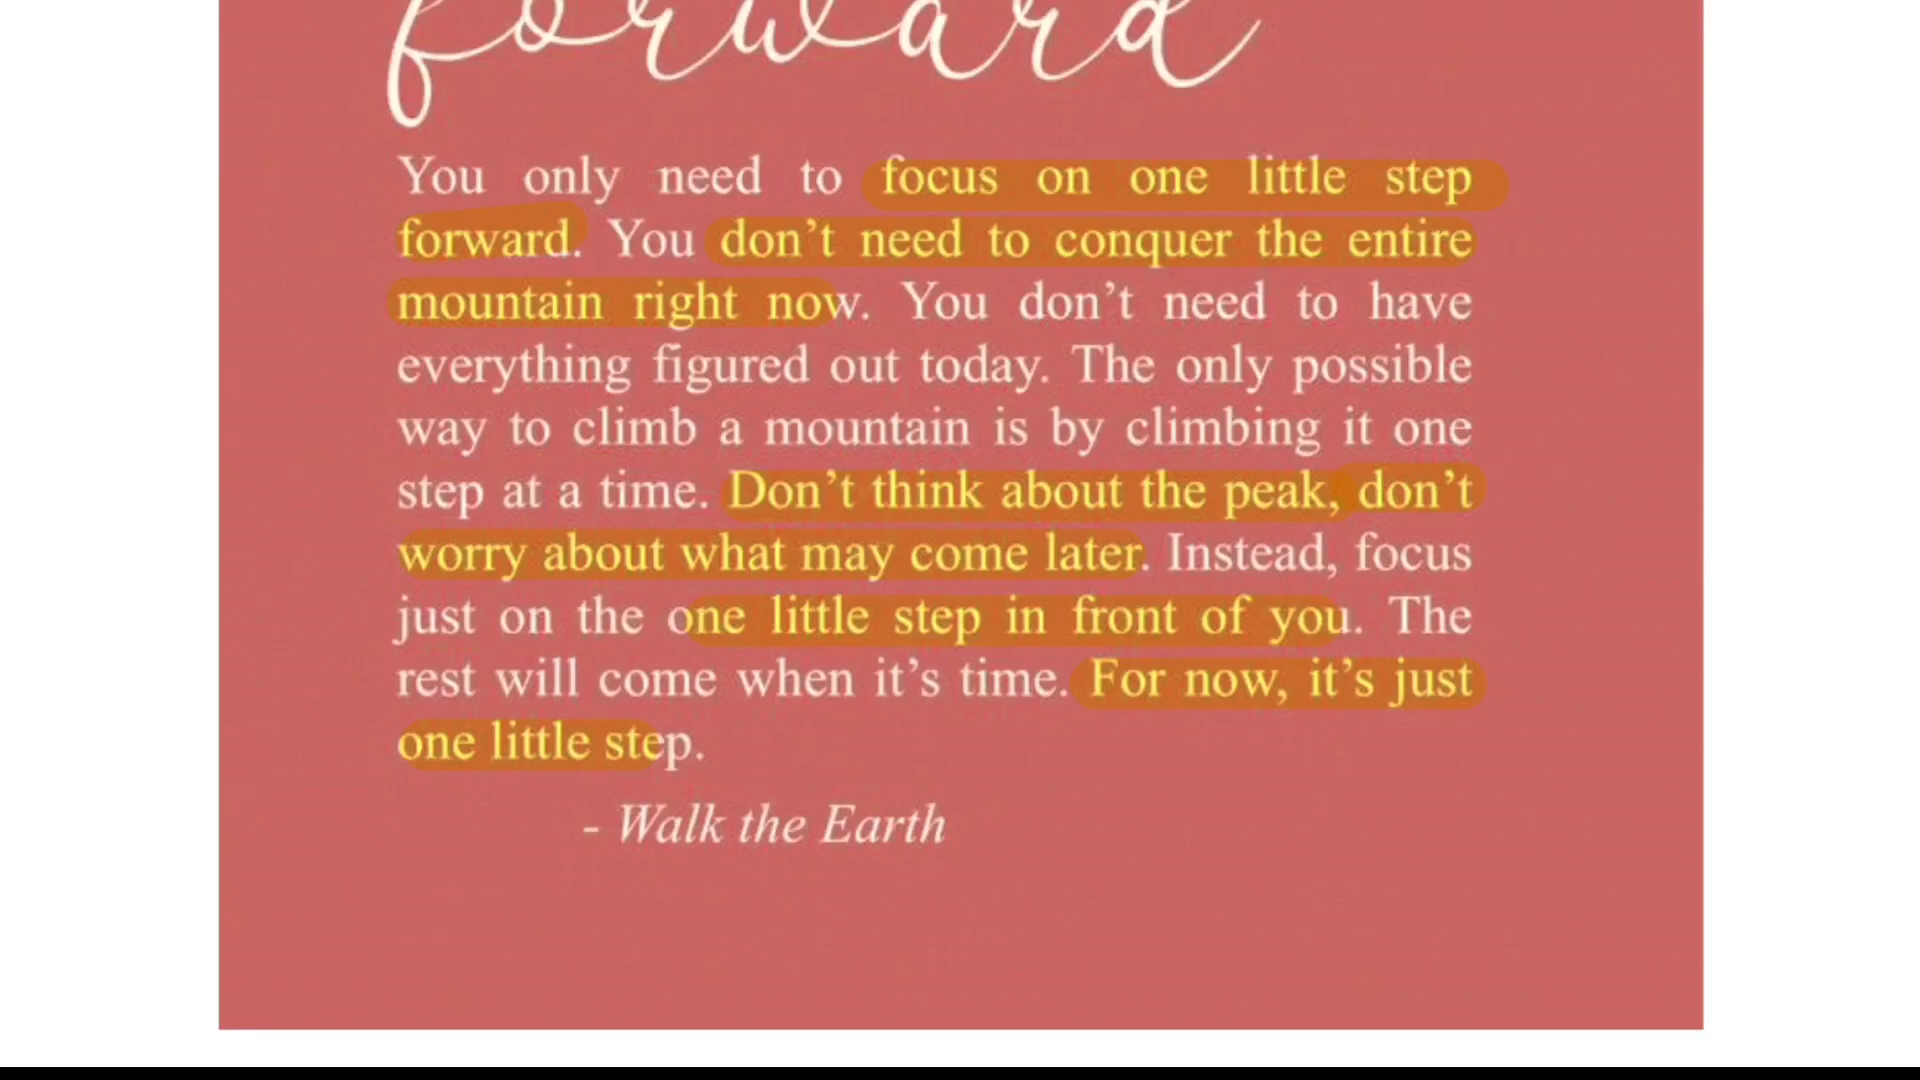 forward
You only need to focus on one little step
forward. You don’t need to conquer the entire
mountain right now. You don’t need to have
everything figured out today. The only possible
way to climb a mountain is by climbing it one
step at a time. Don’t think about the peak, don’t
worry about what may come later. Instead, focus
just on the one little step in front of you. The
rest will come when it’s time. For now, it’s just
one little step.
- Walk the Earth